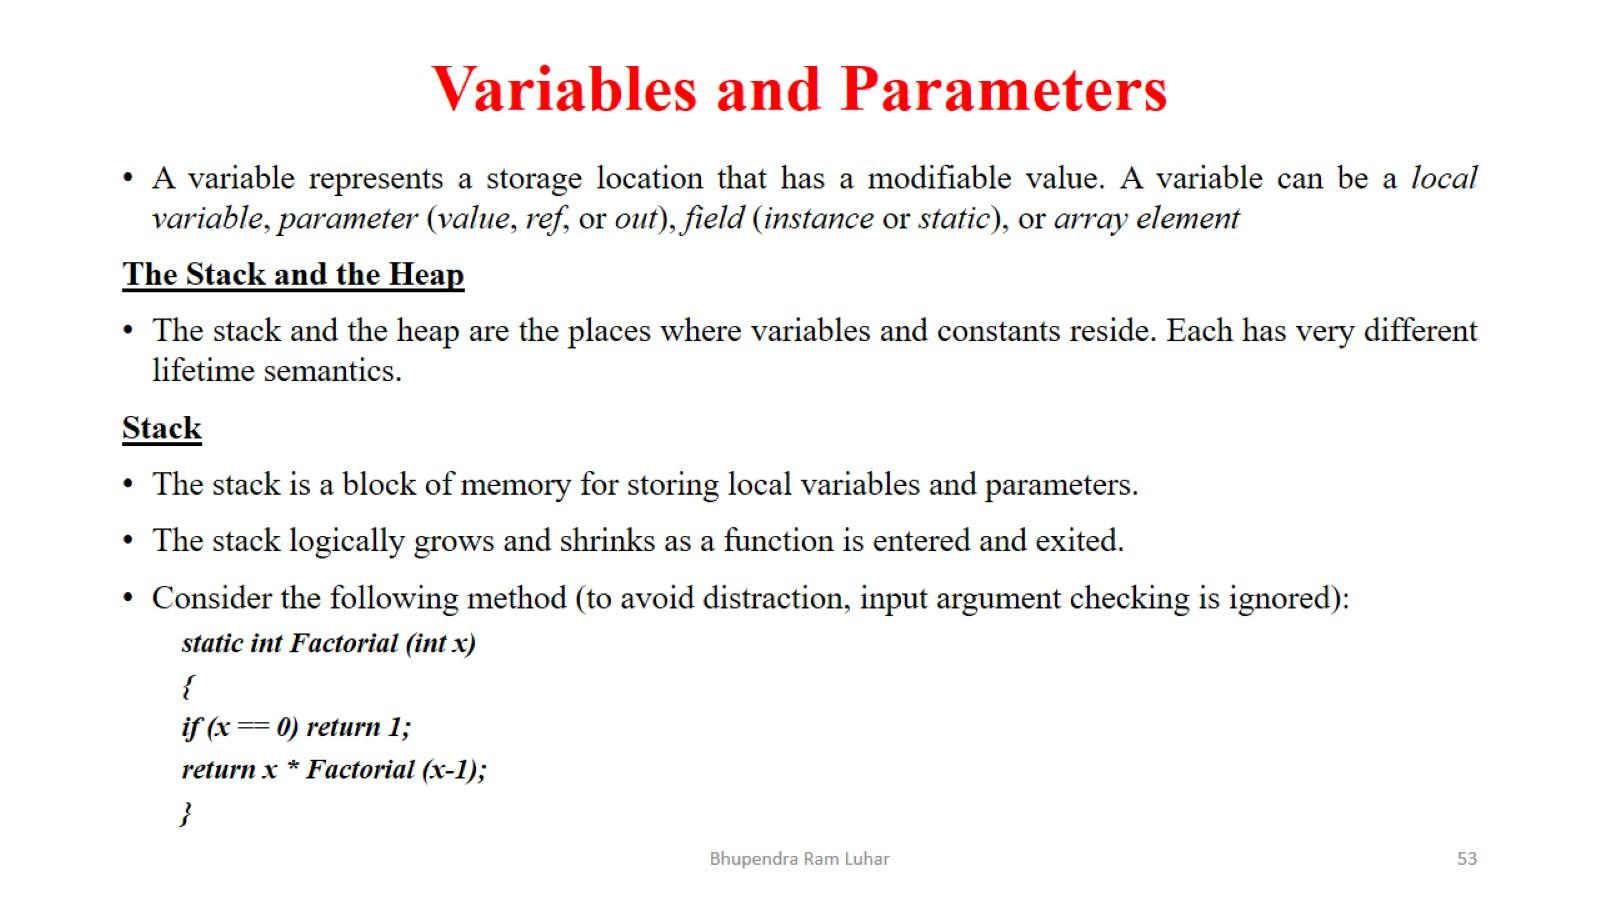 Variables and Parameters
• A variable represents a storage location that has a modifiable value. A variable can be a local
variable, parameter (value, ref, or out), field (instance or static), or array element
The Stack and the Heap
• The stack and the heap are the places where variables and constants reside. Each has very different
lifetime semantics.
Stack
• The stack is a block of memory for storing local variables and parameters.
• The stack logically grows and shrinks as a function is entered and exited.
• Consider the following method (to avoid distraction, input argument checking is ignored):
static int Factorial (int x)
{
if (x == 0) return 1;
return x * Factorial (x-1);
}
Bhupendra Ram Luhar
53